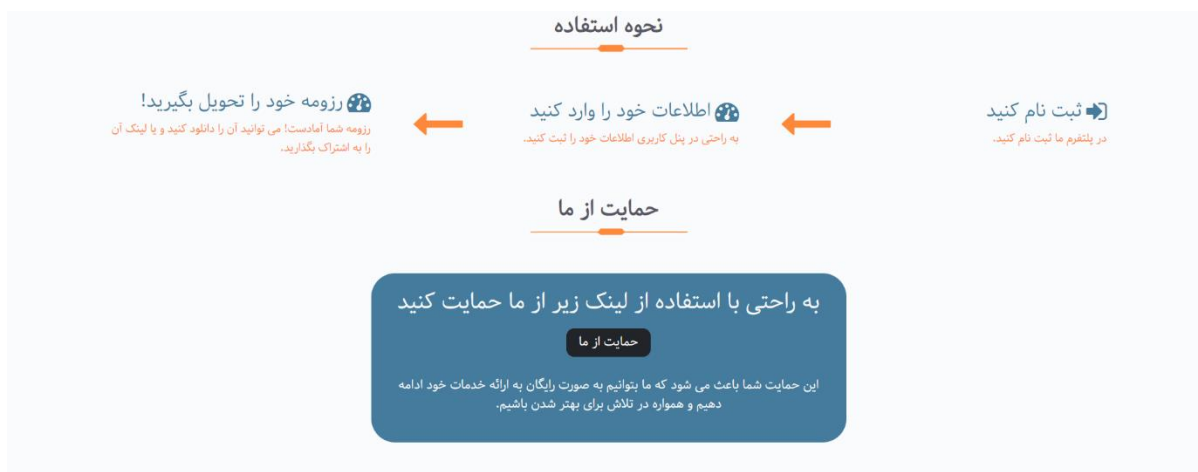 نحوه استفاده
ثبت نام کنید
در پلتفرم ما ثبت نام کنید.
اطلاعات خود را وارد کنید
به راحتی در پنل کاربری اطلاعات خود را ثبت کنید.
رزومه خود را تحویل بگیرید!
رزومه شما آمادست! می توانید آن را دانلود کنید و یا لینک آن
را به اشتراک بگذارید.
حمایت از ما
به راحتی با استفاده از لینک زیر از ما حمایت کنید
حمایت از ما
این حمایت شما باعث می شود که ما بتوانیم به صورت رایگان به ارائه خدمات خود ادامه
دهیم و همواره در تلاش برای بهتر شدن باشیم.